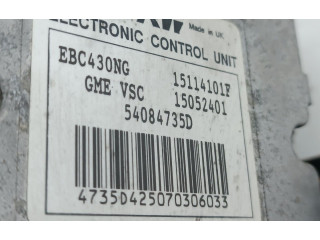 Made in UK
ELECTRONIC CONTROL UNIT
EBC430NG 15114101F
GME VSC 15052401
54084735D
4735D425070306033